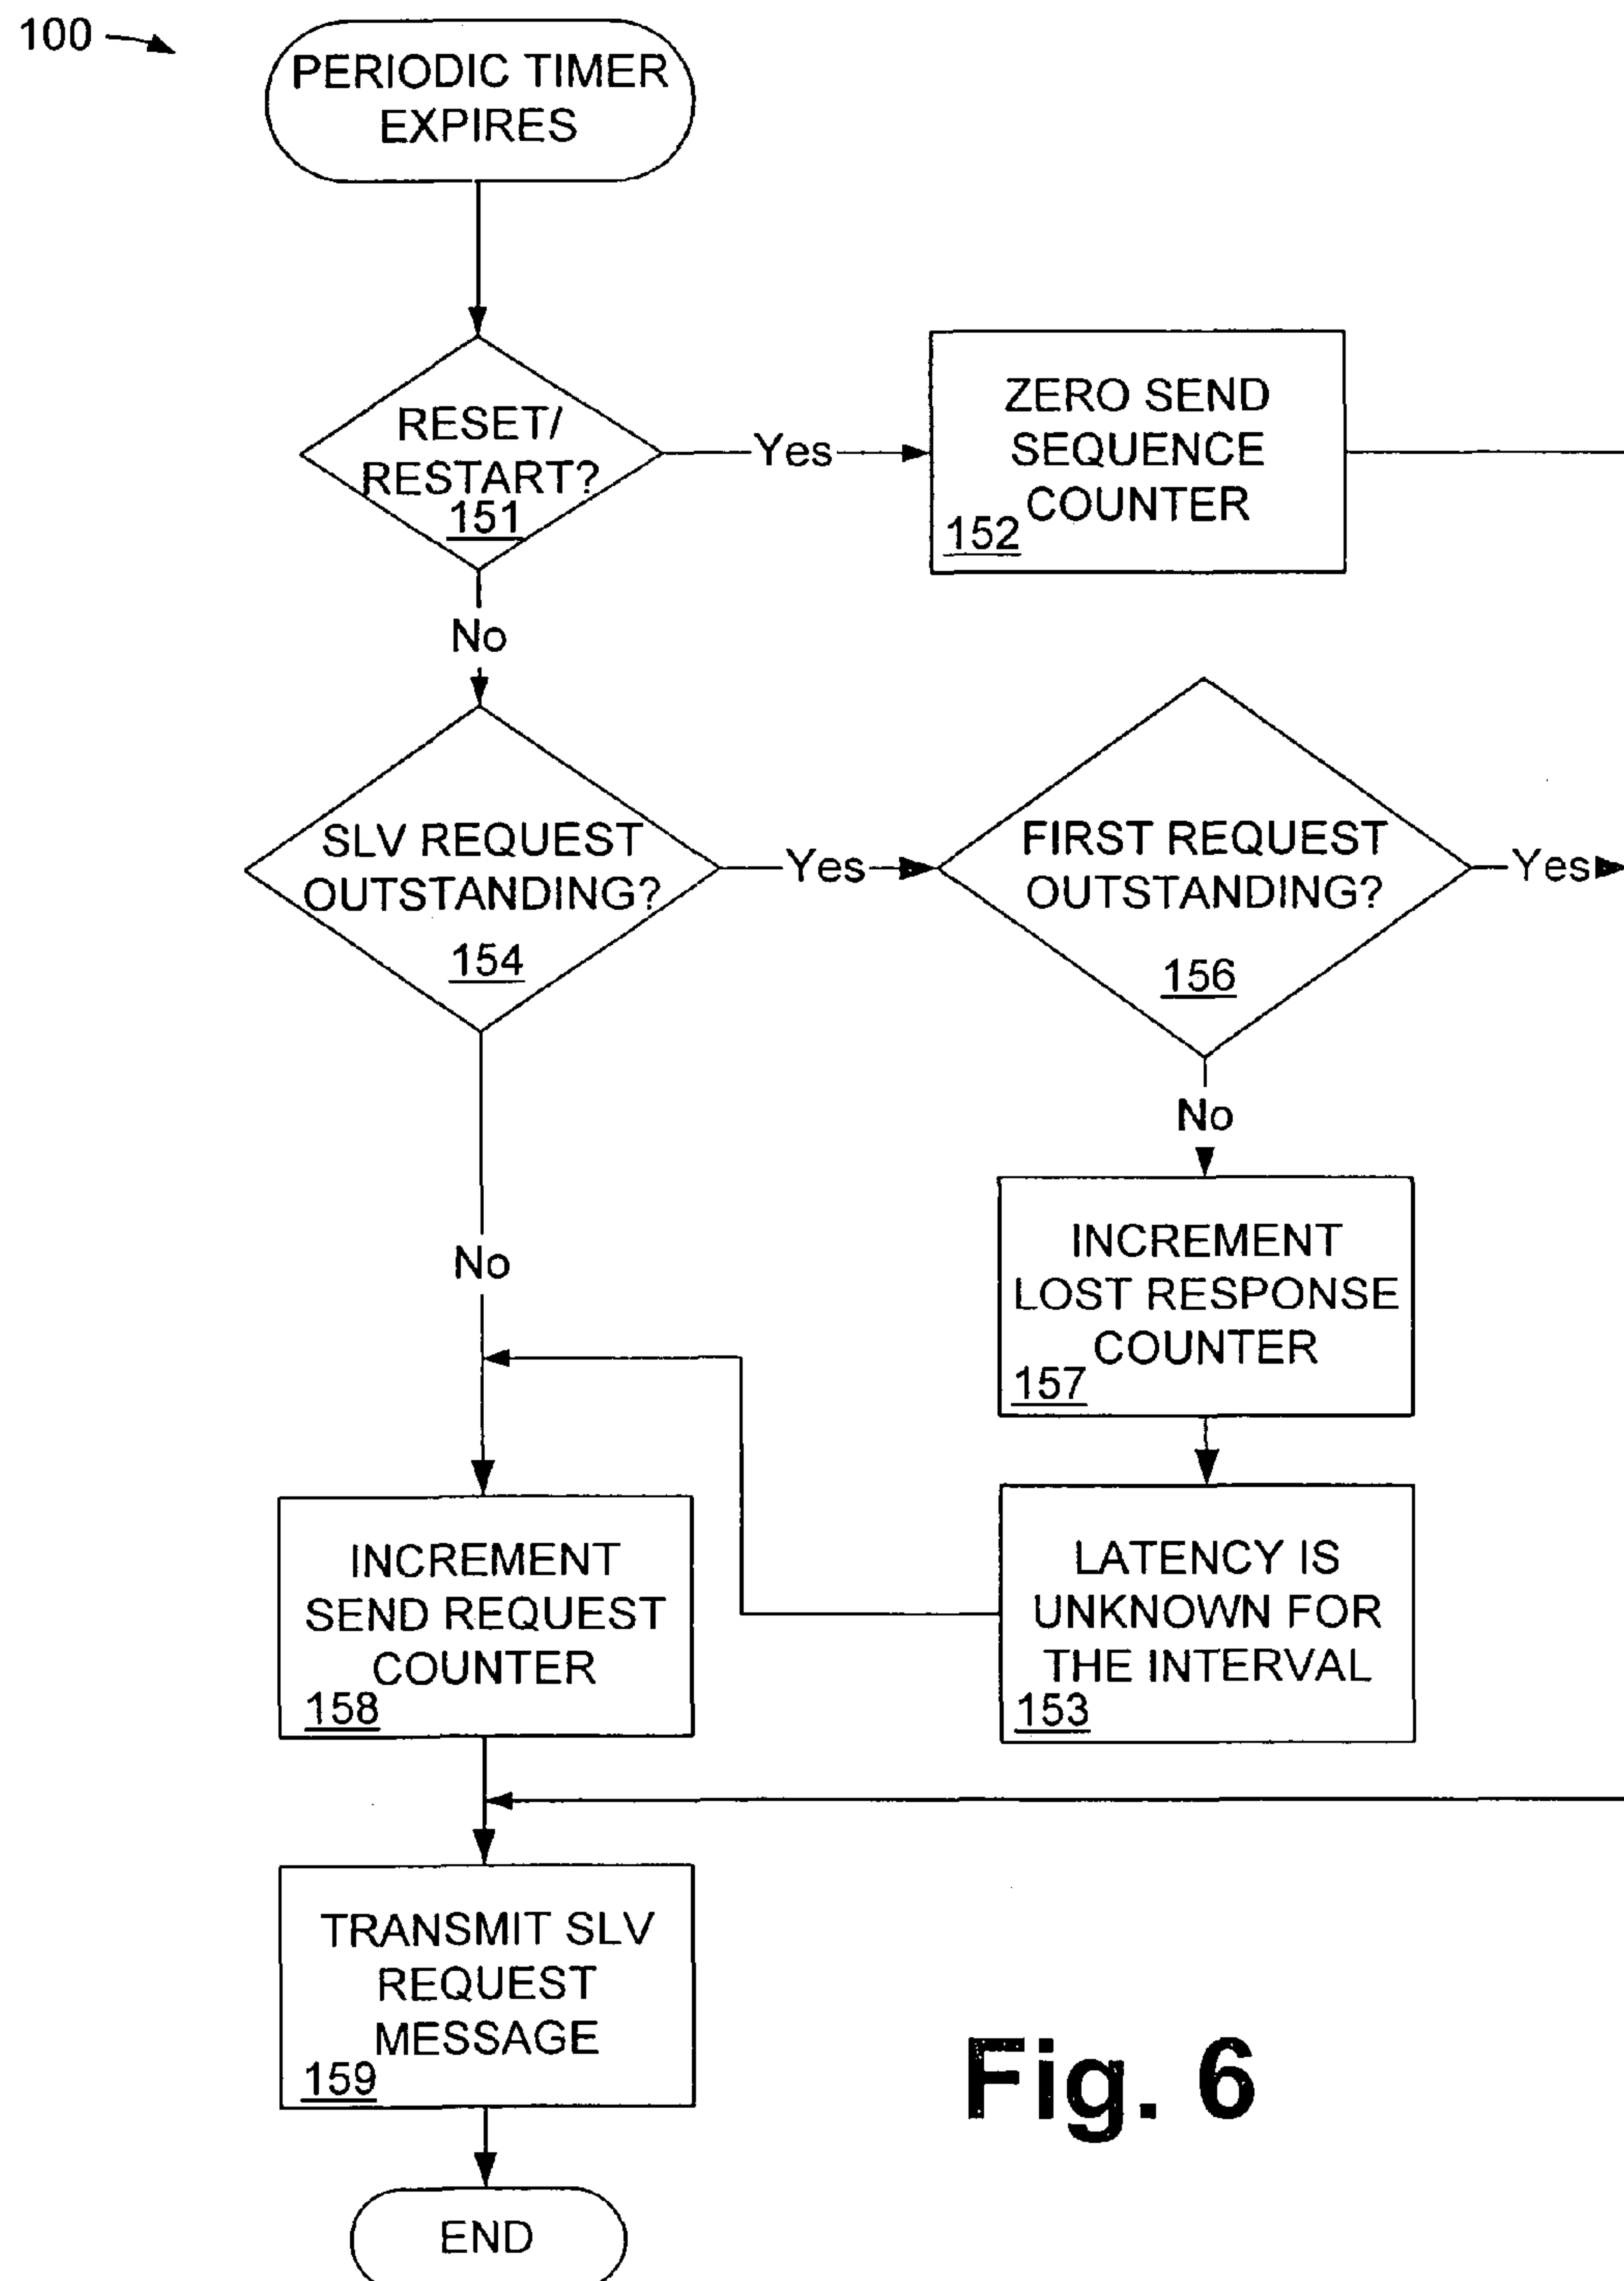 100
PERIODIC TIMER
EXPIRES
RESET/
RESTART?
151
Yes
ZERO SEND
SEQUENCE
COUNTER
152
No
SLV REQUEST
OUTSTANDING?
154
Yes
FIRST REQUEST
OUTSTANDING?
156
Yes
No
INCREMENT
LOST RESPONSE
COUNTER
157
No
INCREMENT
SEND REQUEST
COUNTER
158
LATENCY IS
UNKNOWN FOR
THE INTERVAL
153
TRANSMIT SLV
REQUEST
MESSAGE
159
END
Fig. 6